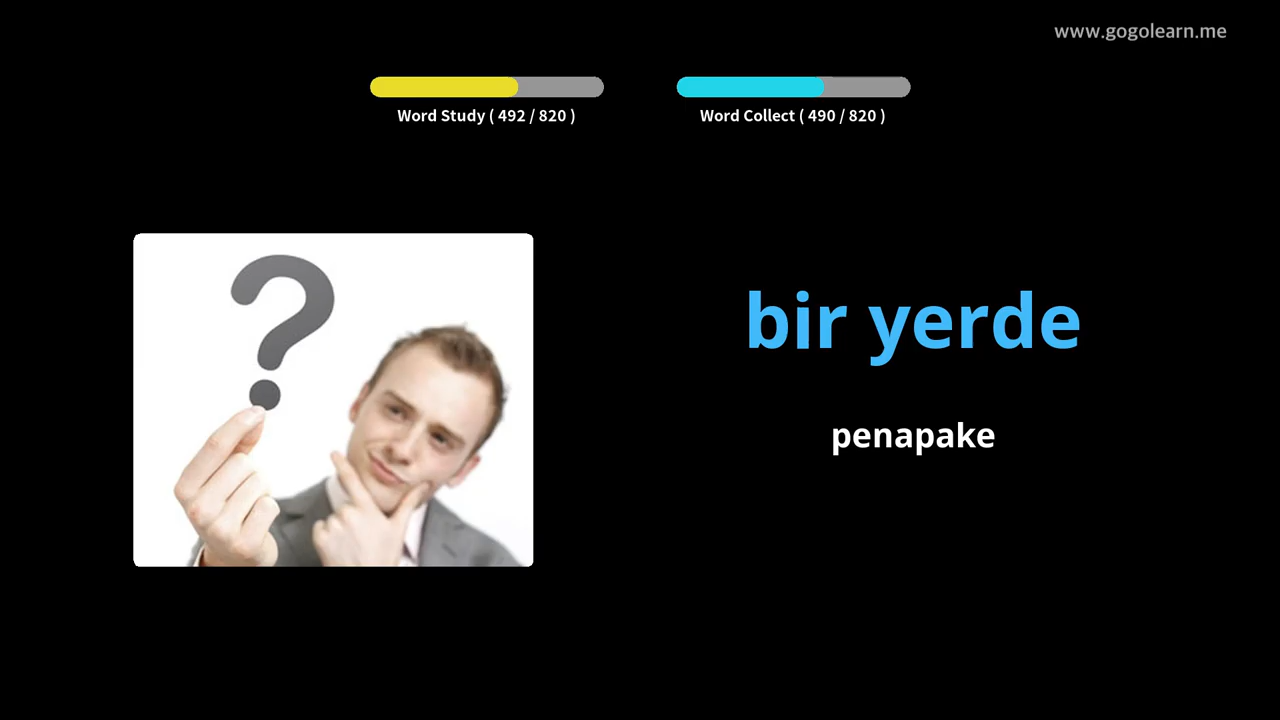 www.gogolearn.me
Word Study ( 492 / 820 )
Word Collect ( 490 / 820 )
?
bir yerde
penapake